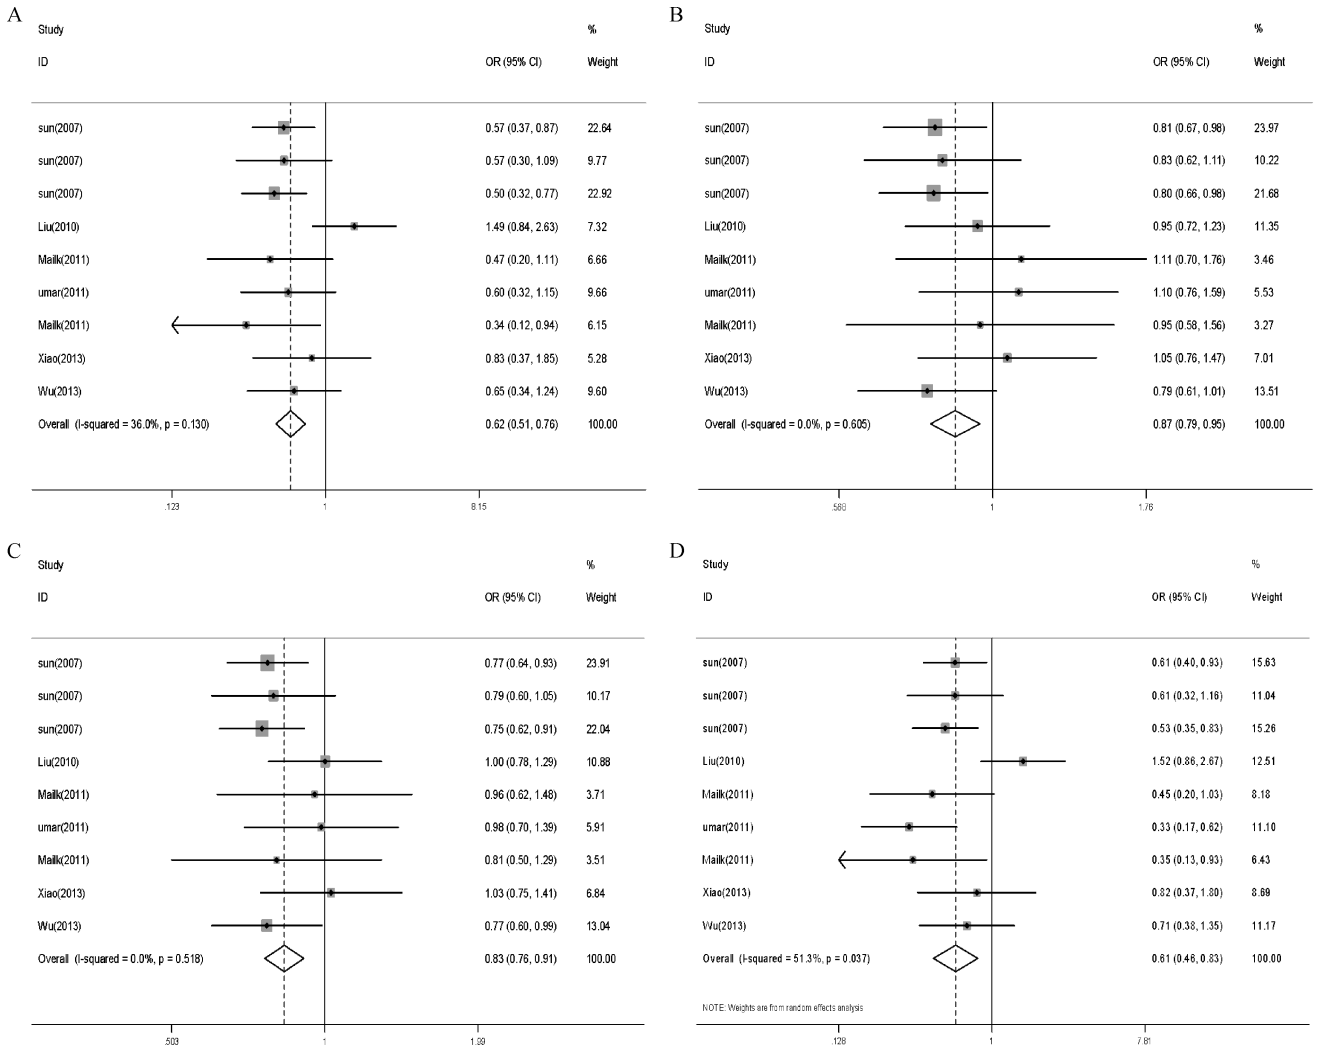 A
Study %
ID OR (95% CI) Weight
sun(2007) 0.57 (0.37, 0.87) 22.64
sun(2007) 0.57 (0.30, 1.09) 9.77
sun(2007) 0.50 (0.32, 0.77) 22.92
Liu(2010) 1.49 (0.84, 2.63) 7.32
Mailk(2011) 0.47 (0.20, 1.11) 6.66
umar(2011) 0.60 (0.32, 1.15) 9.66
Mailk(2011) 0.34 (0.12, 0.94) 6.15
Xiao(2013) 0.83 (0.37, 1.85) 5.28
Wu(2013) 0.65 (0.34, 1.24) 9.60
Overall (I-squared = 36.0%, p = 0.130) 0.62 (0.51, 0.76) 100.00
.123 1 8.15
B
Study %
ID OR (95% CI) Weight
sun(2007) 0.81 (0.67, 0.98) 23.97
sun(2007) 0.83 (0.62, 1.11) 10.22
sun(2007) 0.80 (0.66, 0.98) 21.68
Liu(2010) 0.95 (0.72, 1.23) 11.35
Mailk(2011) 1.11 (0.70, 1.76) 3.46
umar(2011) 1.10 (0.76, 1.59) 5.53
Mailk(2011) 0.95 (0.58, 1.56) 3.27
Xiao(2013) 1.05 (0.76, 1.47) 7.01
Wu(2013) 0.79 (0.61, 1.01) 13.51
Overall (I-squared = 0.0%, p = 0.605) 0.87 (0.79, 0.95) 100.00
.568 1 1.76
C
Study %
ID OR (95% CI) Weight
sun(2007) 0.77 (0.64, 0.93) 23.91
sun(2007) 0.79 (0.60, 1.05) 10.17
sun(2007) 0.75 (0.62, 0.91) 22.04
Liu(2010) 1.00 (0.78, 1.29) 10.88
Mailk(2011) 0.96 (0.62, 1.48) 3.71
umar(2011) 0.98 (0.70, 1.39) 5.91
Mailk(2011) 0.81 (0.50, 1.29) 3.51
Xiao(2013) 1.03 (0.75, 1.41) 6.84
Wu(2013) 0.77 (0.60, 0.99) 13.04
Overall (I-squared = 0.0%, p = 0.518) 0.83 (0.76, 0.91) 100.00
.503 1 1.99
D
Study %
ID OR (95% CI) Weight
sun(2007) 0.61 (0.40, 0.93) 15.63
sun(2007) 0.61 (0.32, 1.16) 11.04
sun(2007) 0.53 (0.35, 0.83) 15.26
Liu(2010) 1.52 (0.86, 2.67) 12.51
Mailk(2011) 0.45 (0.20, 1.03) 8.18
umar(2011) 0.33 (0.17, 0.62) 11.10
Mailk(2011) 0.35 (0.13, 0.93) 6.43
Xiao(2013) 0.82 (0.37, 1.80) 8.69
Wu(2013) 0.71 (0.38, 1.35) 11.17
Overall (I-squared = 51.3%, p = 0.037) 0.61 (0.46, 0.83) 100.00
NOTE: Weights are from random effects analysis
.128 1 7.81